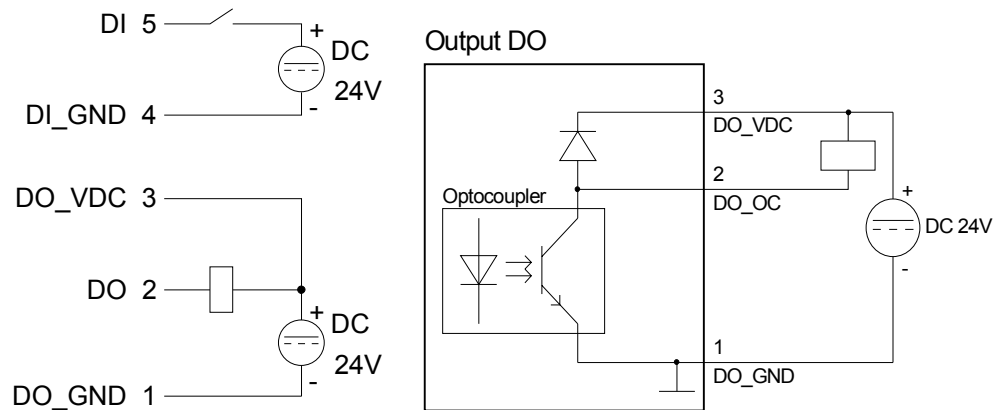 DI 5
+
DC
24V
-
DI_GND 4
DO_VDC 3
DO 2
+
DC
24V
-
DO_GND 1
Output DO
3
DO_VDC
2
DO_OC
Optocoupler
+
DC 24V
-
1
DO_GND